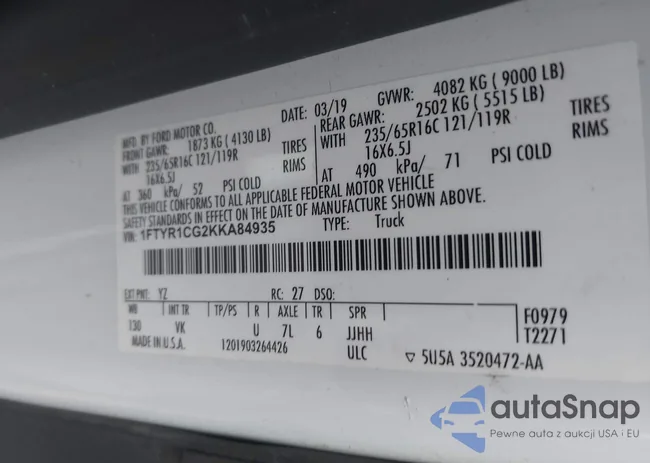 MFD. BY FORD MOTOR CO.
DATE: 03/19 GVWR: 4082 KG ( 9000 LB)
FRONT GAWR: 1873 KG ( 4130 LB) REAR GAWR: 2502 KG ( 5515 LB)
WITH 235/65R16C 121/119R TIRES WITH 235/65R16C 121/119R TIRES
16X6.5J RIMS 16X6.5J RIMS
AT 360 kPa/ 52 PSI COLD AT 490 kPa/ 71 PSI COLD
THIS VEHICLE CONFORMS TO ALL APPLICABLE FEDERAL MOTOR VEHICLE
SAFETY STANDARDS IN EFFECT ON THE DATE OF MANUFACTURE SHOWN ABOVE.
VIN: 1FTYR1CG2KKA84935 TYPE: Truck
EXT PNT: YZ RC: 27 DSO:
WB INT TR TP/PS R AXLE TR SPR F0979
130 VK U 7L 6 JJHH T2271
MADE IN U.S.A. 1201903264426 ULC ▽ 5U5A 3520472-AA
autaSnap
Pewne auta z aukcji USA i EU